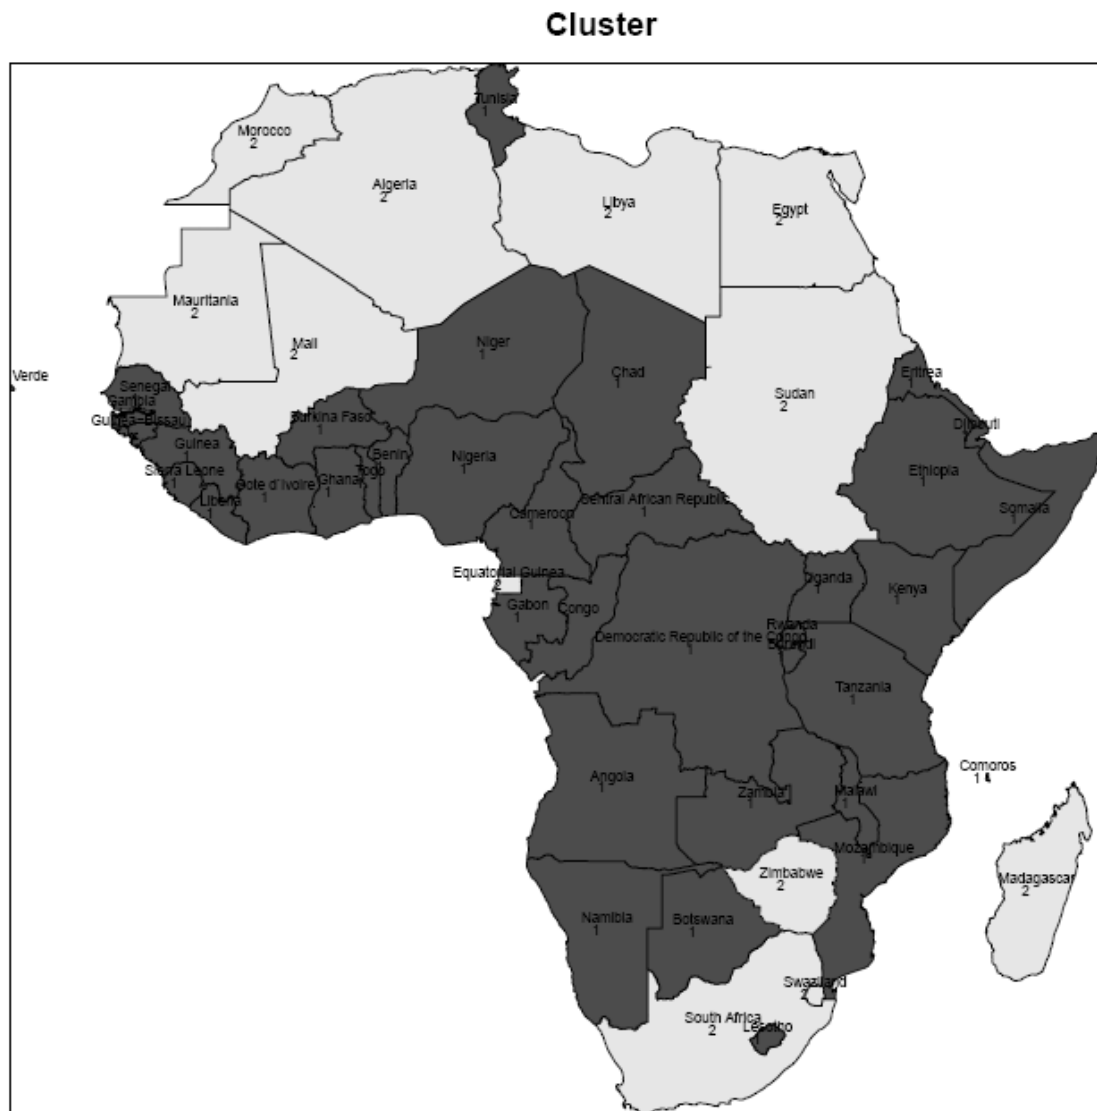 Cluster
Tunisia
1
Morocco
2
Algeria
2
Libya
2
Egypt
2
Mauritania
2
Mali
2
Niger
1
Chad
1
Sudan
2
Verde
Senegal
Gambia
Guinea-Bissau
Guinea
1
Sierra Leone
1
Liberia
1
Cote d'Ivoire
1
Burkina Faso
1
Ghana
1
Togo
Benin
Nigeria
1
Cameroon
1
Central African Republic
1
Eritrea
1
Djibouti
Ethiopia
1
Somalia
1
Equatorial Guinea
2
Gabon
1
Congo
Democratic Republic of the Congo
1
Uganda
1
Kenya
1
Rwanda
Burundi
Tanzania
1
Comoros
1
Angola
1
Zambia
1
Malawi
1
Mozambique
1
Zimbabwe
2
Madagascar
2
Namibia
1
Botswana
1
Swaziland
2
South Africa
2
Lesotho